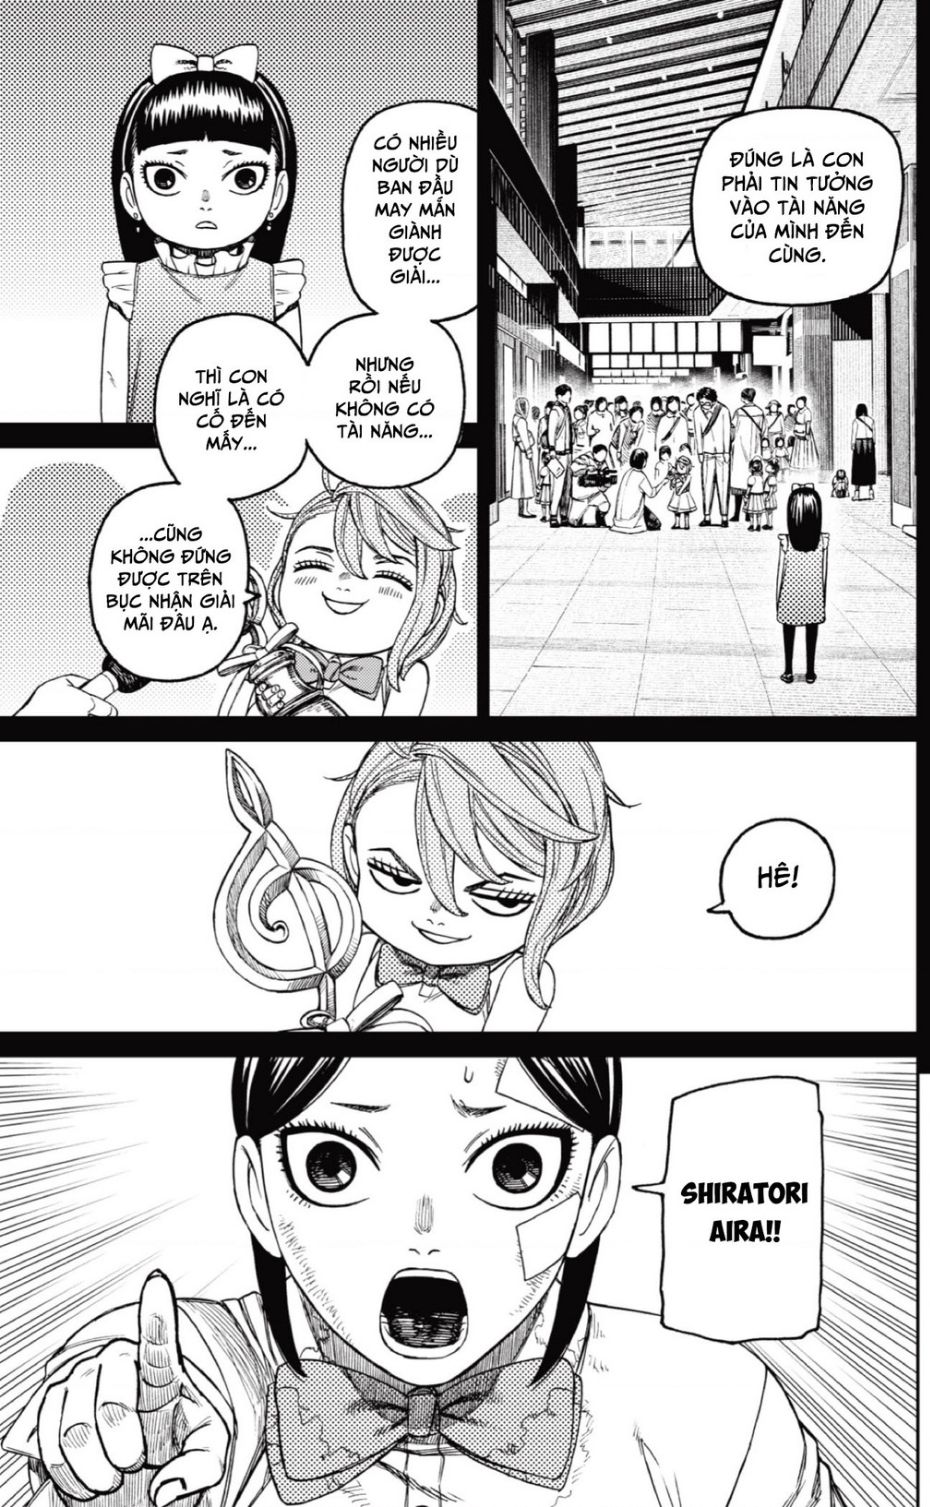 ĐÚNG LÀ CON
PHẢI TIN TƯỞNG
VÀO TÀI NĂNG
CỦA MÌNH ĐẾN
CÙNG.
CÓ NHIỀU
NGƯỜI DÙ
BAN ĐẦU
MAY MẮN
GIÀNH
ĐƯỢC
GIẢI...
NHƯNG
RỒI NẾU
KHÔNG CÓ
TÀI NĂNG...
THÌ CON
NGHĨ LÀ CÓ
CỐ ĐẾN
MẤY...
...CŨNG
KHÔNG ĐỨNG
ĐƯỢC TRÊN
BỤC NHẬN GIẢI
MÃI ĐÂU Ạ.
HÊ!
SHIRATORI
AIRA!!